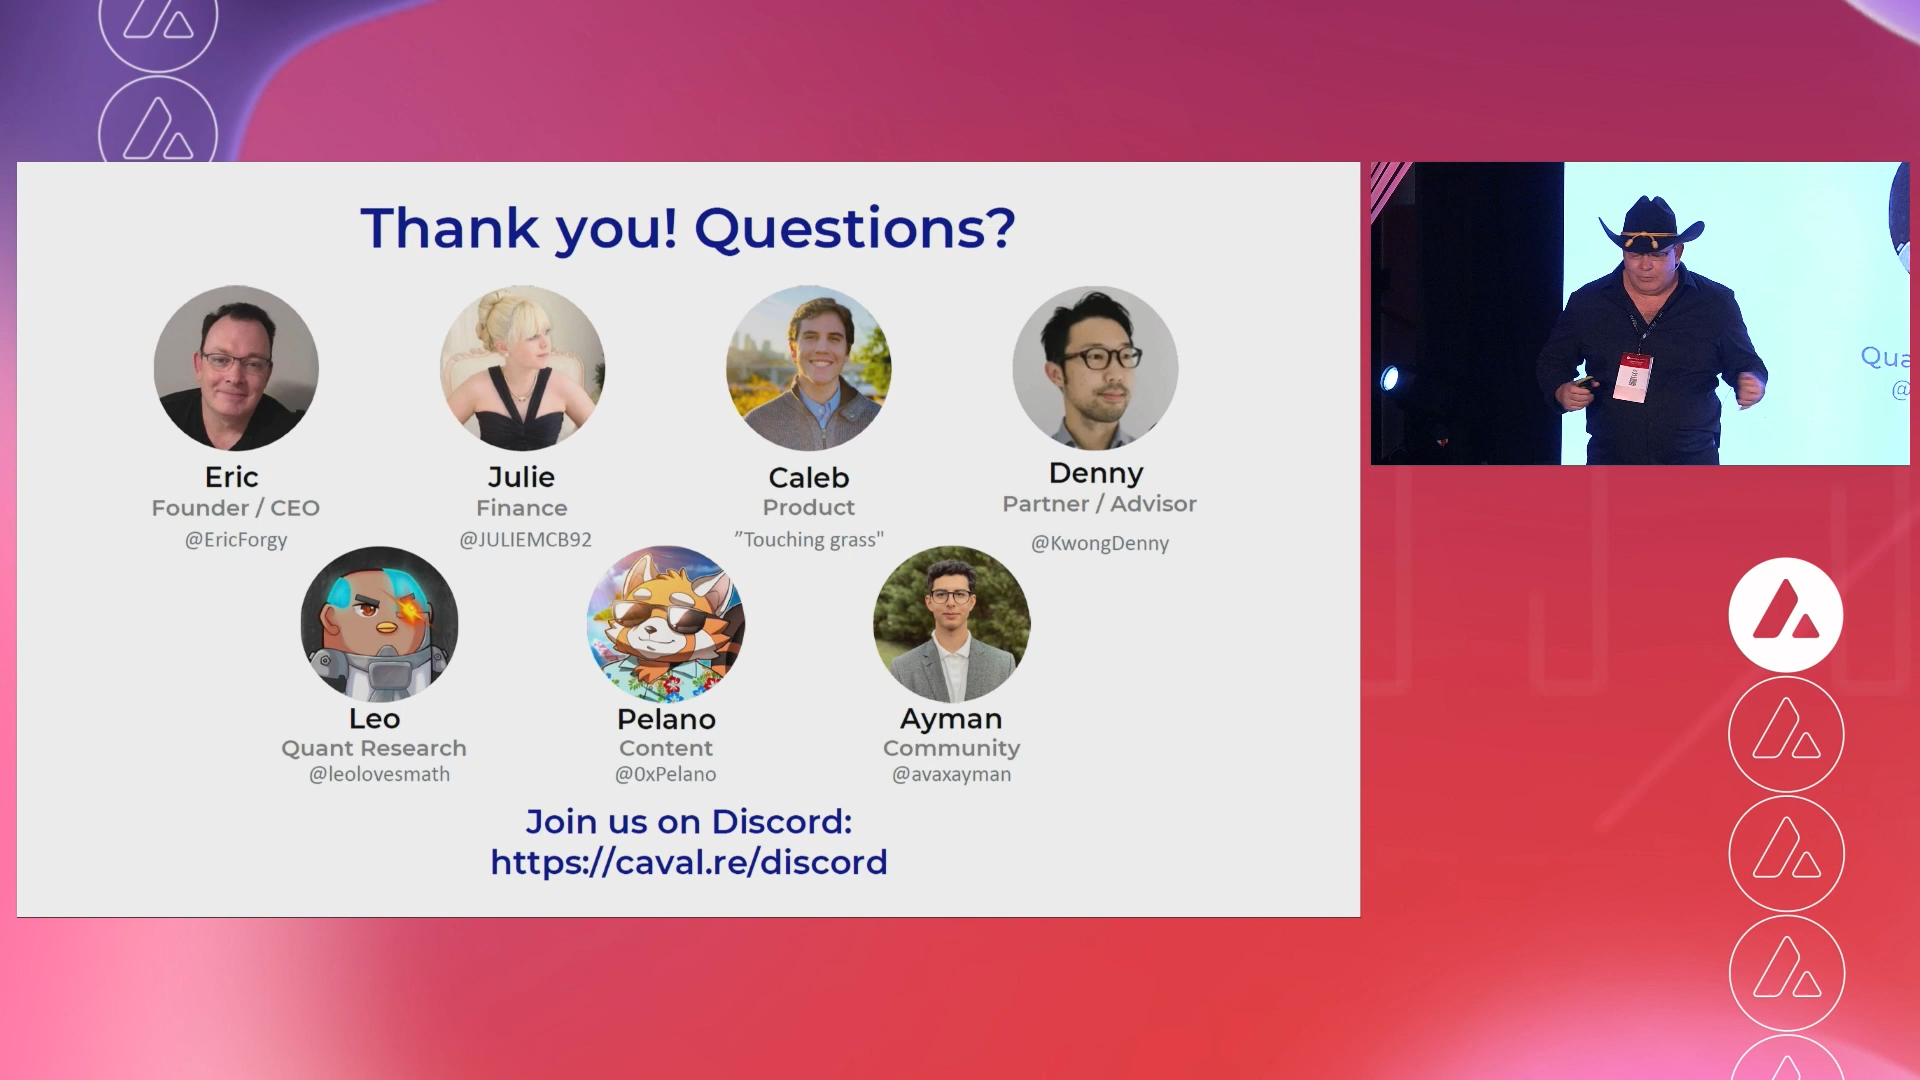 Thank you! Questions?
Eric
Founder / CEO
@EricForgy
Julie
Finance
@JULIEMCB92
Caleb
Product
”Touching grass"
Denny
Partner / Advisor
@KwongDenny
Leo
Quant Research
@leolovesmath
Pelano
Content
@0xPelano
Ayman
Community
@avaxayman
Join us on Discord:
https://caval.re/discord
Qua
@